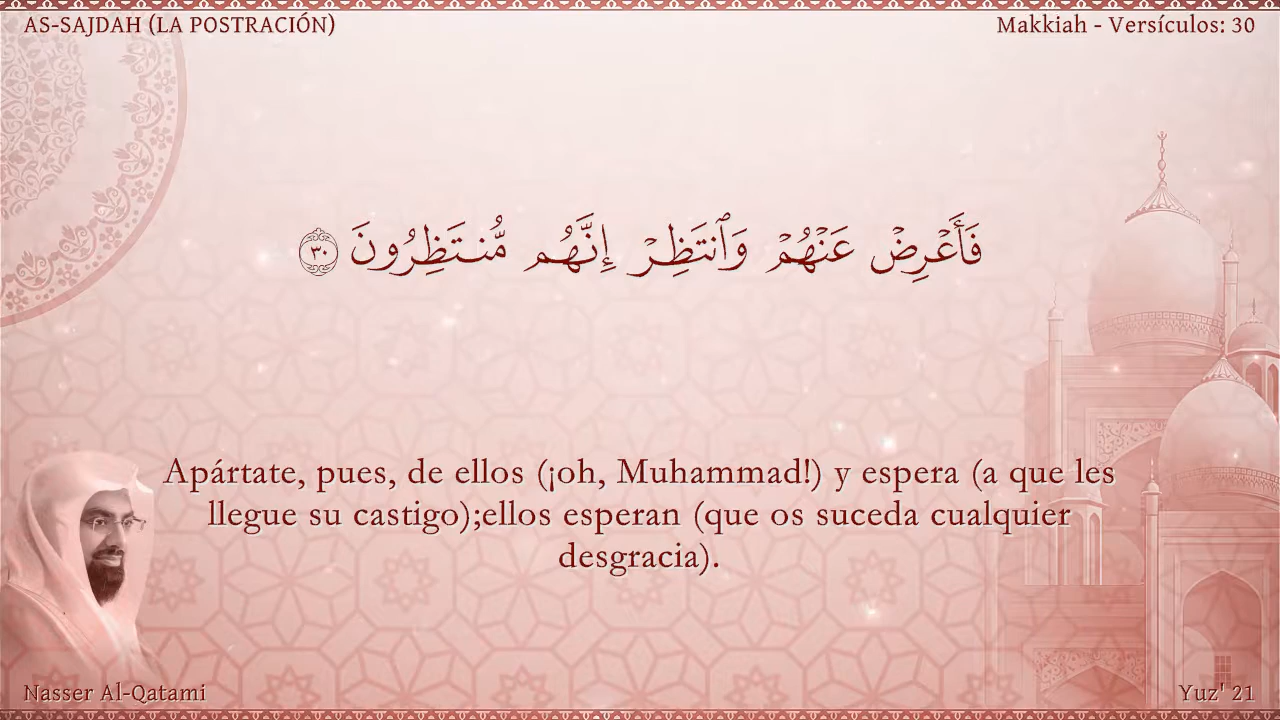 AS-SAJDAH (LA POSTRACIÓN)
Makkiah - Versículos: 30
فَأَعْرِضْ عَنْهُمْ وَٱنتَظِرْ إِنَّهُم مُّنتَظِرُونَ ٣٠
Apártate, pues, de ellos (¡oh, Muhammad!) y espera (a que les
llegue su castigo);ellos esperan (que os suceda cualquier
desgracia).
Nasser Al-Qatami
Yuz' 21